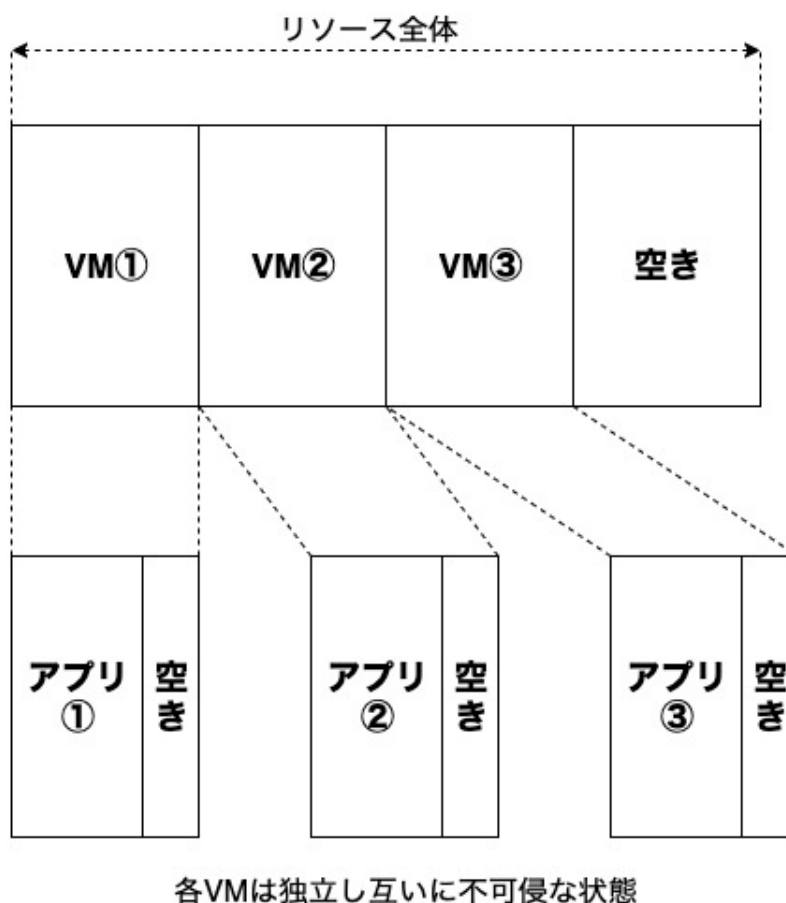 リソース全体
VM①
VM②
VM③
空き
アプリ
①
空
き
アプリ
②
空
き
アプリ
③
空
き
各VMは独立し互いに不可侵な状態